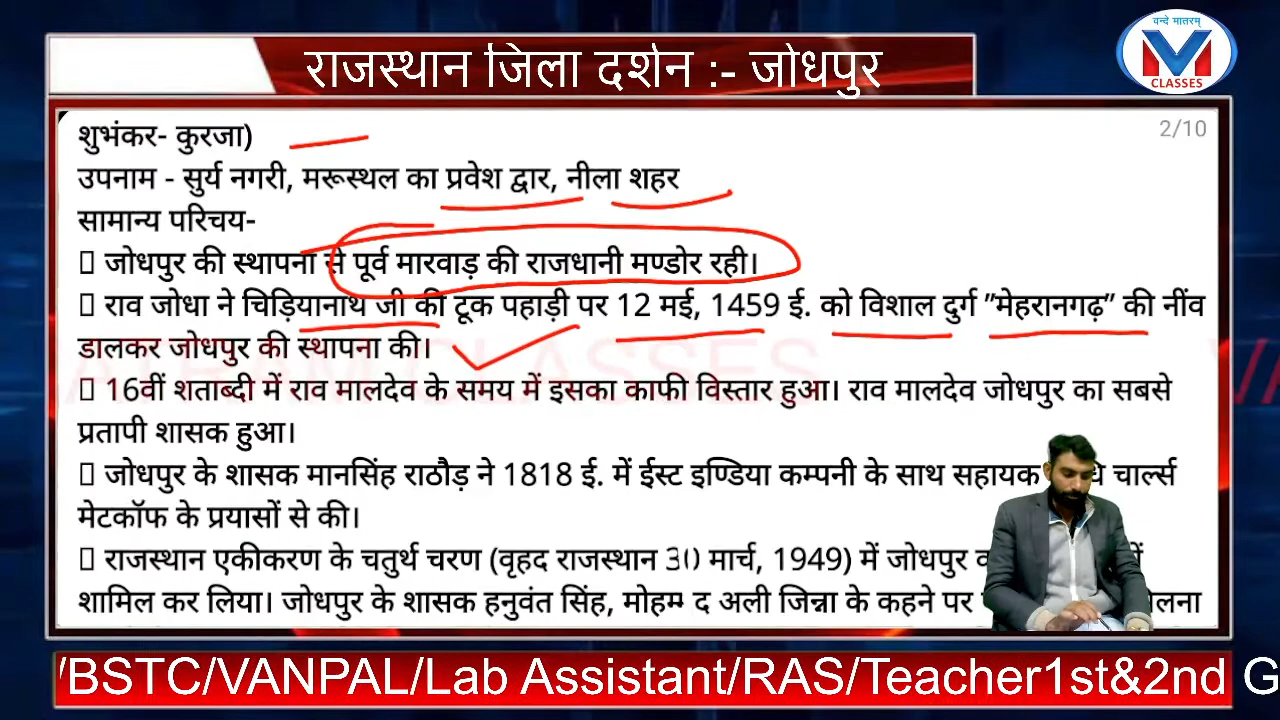 राजस्थान जिला दर्शन :- जोधपुर
वन्दे मातरम्
CLASSES
2/10
शुभंकर- कुरजा)
उपनाम - सुर्य नगरी, मरूस्थल का प्रवेश द्वार, नीला शहर
सामान्य परिचय-
जोधपुर की स्थापना से पूर्व मारवाड़ की राजधानी मण्डोर रही।
राव जोधा ने चिड़ियानाथ जी की टूक पहाड़ी पर 12 मई, 1459 ई. को विशाल दुर्ग ”मेहरानगढ़” की नींव
डालकर जोधपुर की स्थापना की।
16वीं शताब्दी में राव मालदेव के समय में इसका काफी विस्तार हुआ। राव मालदेव जोधपुर का सबसे
प्रतापी शासक हुआ।
जोधपुर के शासक मानसिंह राठौड़ ने 1818 ई. में ईस्ट इण्डिया कम्पनी के साथ सहायक चार्ल्स
मेटकॉफ के प्रयासों से की।
राजस्थान एकीकरण के चतुर्थ चरण (वृहद राजस्थान 30 मार्च, 1949) में जोधपुर
शामिल कर लिया। जोधपुर के शासक हनुवंत सिंह, मोहम्मद अली जिन्ना के कहने पर
/BSTC/VANPAL/Lab Assistant/RAS/Teacher1st&2nd G